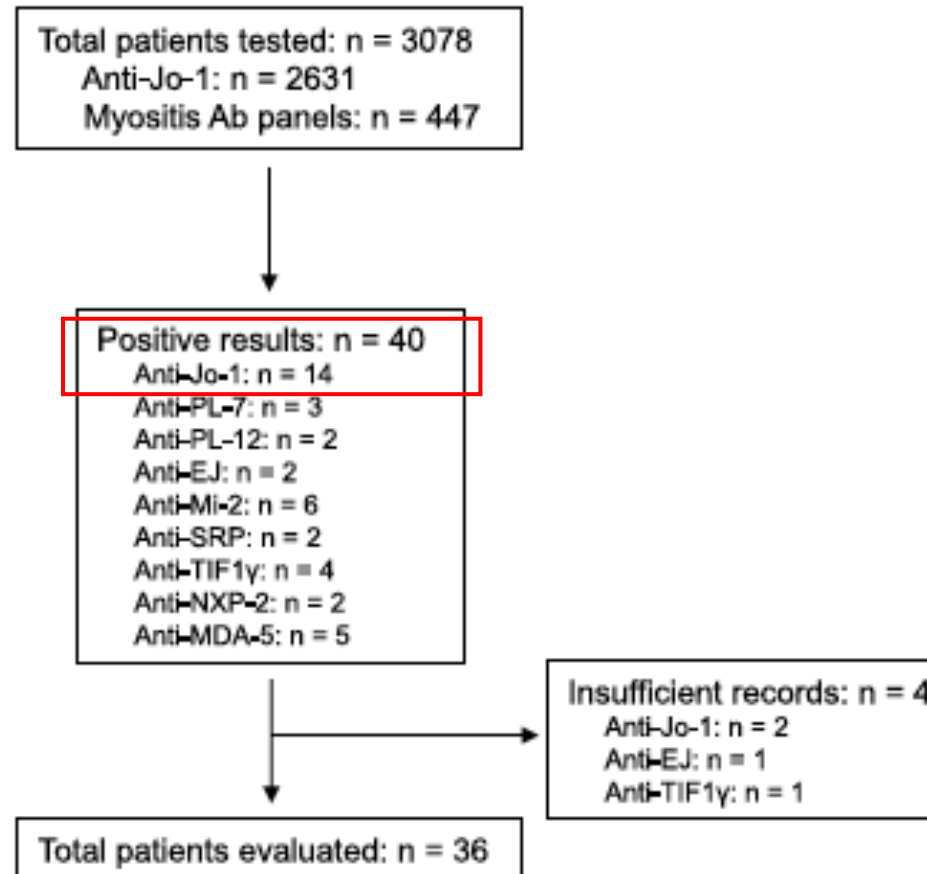 Total patients tested: n = 3078
Anti-Jo-1: n = 2631
Myositis Ab panels: n = 447
Positive results: n = 40
Anti-Jo-1: n = 14
Anti-PL-7: n = 3
Anti-PL-12: n = 2
Anti-EJ: n = 2
Anti-Mi-2: n = 6
Anti-SRP: n = 2
Anti-TIF1γ: n = 4
Anti-NXP-2: n = 2
Anti-MDA-5: n = 5
Insufficient records: n = 4
Anti-Jo-1: n = 2
Anti-EJ: n = 1
Anti-TIF1γ: n = 1
Total patients evaluated: n = 36